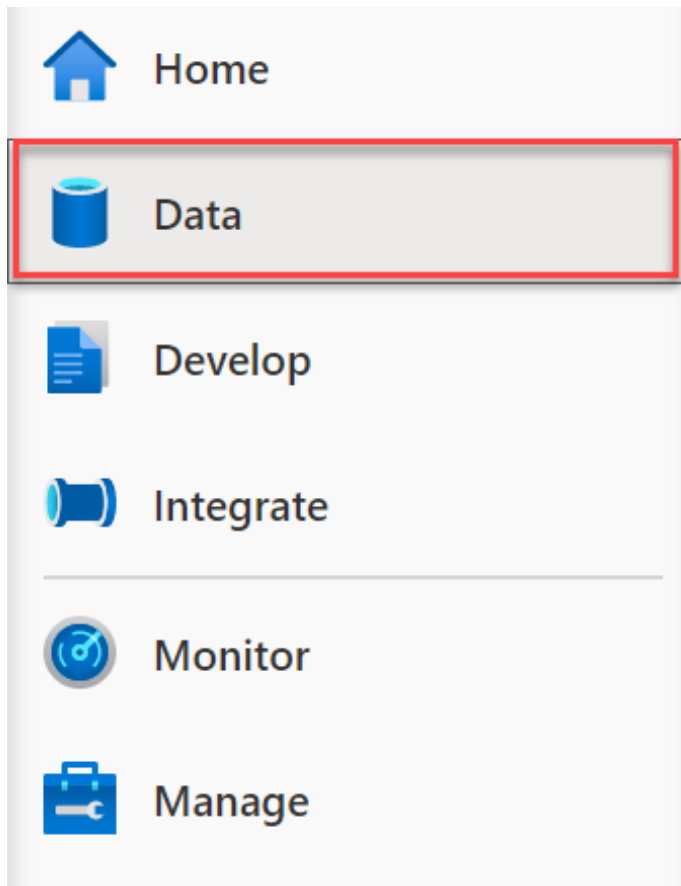 Home
Data
Develop
Integrate
Monitor
Manage